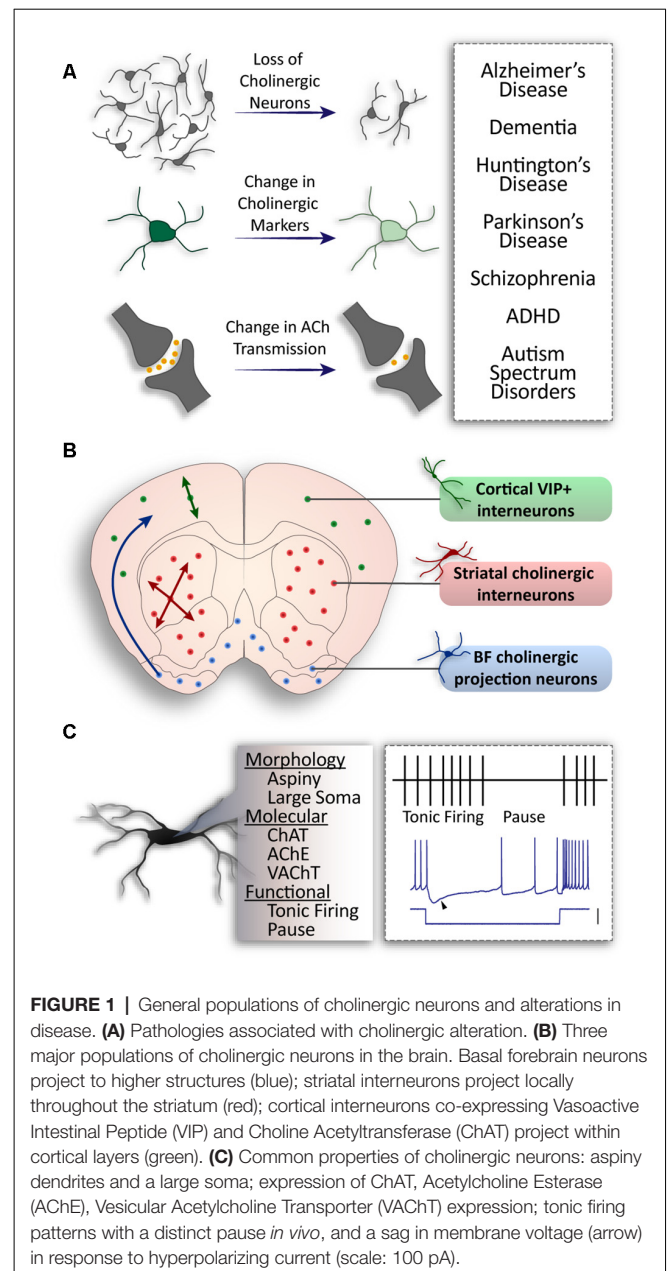 A
Loss of
Cholinergic
Neurons
Change in
Cholinergic
Markers
Change in ACh
Transmission
Alzheimer's
Disease
Dementia
Huntington's
Disease
Parkinson's
Disease
Schizophrenia
ADHD
Autism
Spectrum
Disorders
B
Cortical VIP+
interneurons
Striatal cholinergic
interneurons
BF cholinergic
projection neurons
C
Morphology
Aspiny
Large Soma
Molecular
ChAT
AChE
VAChT
Functional
Tonic Firing
Pause
Tonic Firing Pause
FIGURE 1 | General populations of cholinergic neurons and alterations in
disease. (A) Pathologies associated with cholinergic alteration. (B) Three
major populations of cholinergic neurons in the brain. Basal forebrain neurons
project to higher structures (blue); striatal interneurons project locally
throughout the striatum (red); cortical interneurons co-expressing Vasoactive
Intestinal Peptide (VIP) and Choline Acetyltransferase (ChAT) project within
cortical layers (green). (C) Common properties of cholinergic neurons: aspiny
dendrites and a large soma; expression of ChAT, Acetylcholine Esterase
(AChE), Vesicular Acetylcholine Transporter (VAChT) expression; tonic firing
patterns with a distinct pause in vivo, and a sag in membrane voltage (arrow)
in response to hyperpolarizing current (scale: 100 pA).